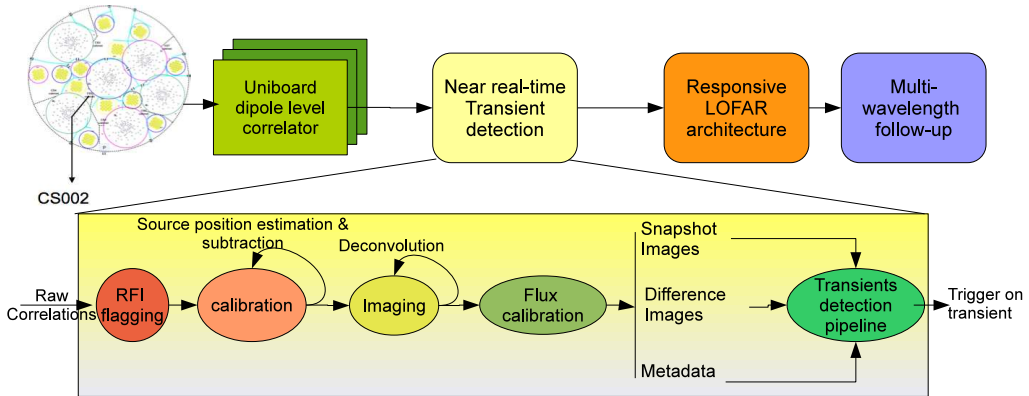 Uniboard
dipole level
correlator
Near real-time
Transient
detection
Responsive
LOFAR
architecture
Multi-
wavelength
follow-up
CS002
Source position estimation &
subtraction
Deconvolution
Snapshot
Images
Raw
Correlations
RFI
flagging
calibration
Imaging
Flux
calibration
Difference
Images
Transients
detection
pipeline
Trigger on
transient
Metadata